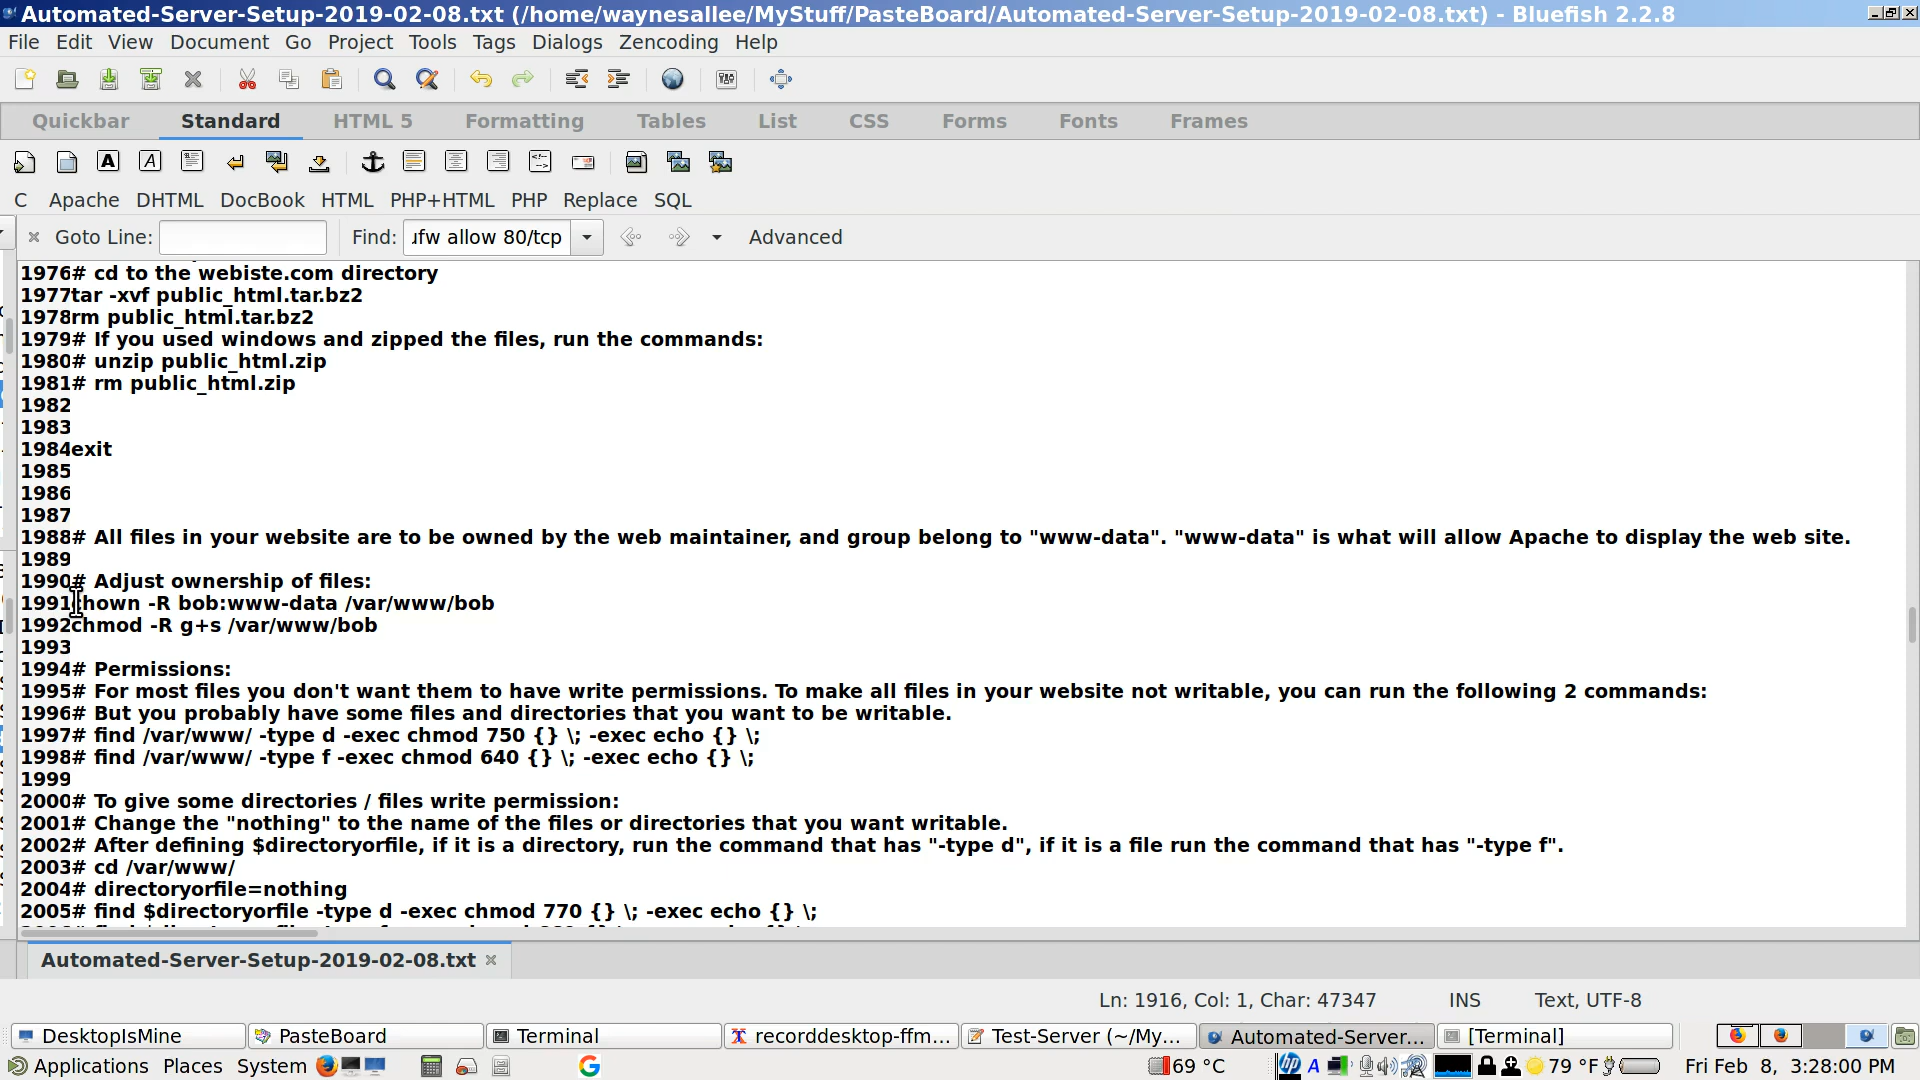 Automated-Server-Setup-2019-02-08.txt (/home/waynesallee/MyStuff/PasteBoard/Automated-Server-Setup-2019-02-08.txt) - Bluefish 2.2.8
File Edit View Document Go Project Tools Tags Dialogs Zencoding Help
Quickbar Standard HTML 5 Formatting Tables List CSS Forms Fonts Frames
C Apache DHTML DocBook HTML PHP+HTML PHP Replace SQL
Goto Line: Find: ufw allow 80/tcp Advanced
1976# cd to the webiste.com directory
1977tar -xvf public_html.tar.bz2
1978rm public_html.tar.bz2
1979# If you used windows and zipped the files, run the commands:
1980# unzip public_html.zip
1981# rm public_html.zip
1982
1983
1984exit
1985
1986
1987
1988# All files in your website are to be owned by the web maintainer, and group belong to "www-data". "www-data" is what will allow Apache to display the web site.
1989
1990# Adjust ownership of files:
1991chown -R bob:www-data /var/www/bob
1992chmod -R g+s /var/www/bob
1993
1994# Permissions:
1995# For most files you don't want them to have write permissions. To make all files in your website not writable, you can run the following 2 commands:
1996# But you probably have some files and directories that you want to be writable.
1997# find /var/www/ -type d -exec chmod 750 {} \; -exec echo {} \;
1998# find /var/www/ -type f -exec chmod 640 {} \; -exec echo {} \;
1999
2000# To give some directories / files write permission:
2001# Change the "nothing" to the name of the files or directories that you want writable.
2002# After defining $directoryorfile, if it is a directory, run the command that has "-type d", if it is a file run the command that has "-type f".
2003# cd /var/www/
2004# directoryorfile=nothing
2005# find $directoryorfile -type d -exec chmod 770 {} \; -exec echo {} \;
Automated-Server-Setup-2019-02-08.txt
Ln: 1916, Col: 1, Char: 47347 INS Text, UTF-8
DesktopIsMine PasteBoard Terminal recorddesktop-ffm... Test-Server (~/My... Automated-Server... [Terminal]
Applications Places System 69 °C 79 °F Fri Feb 8, 3:28:00 PM